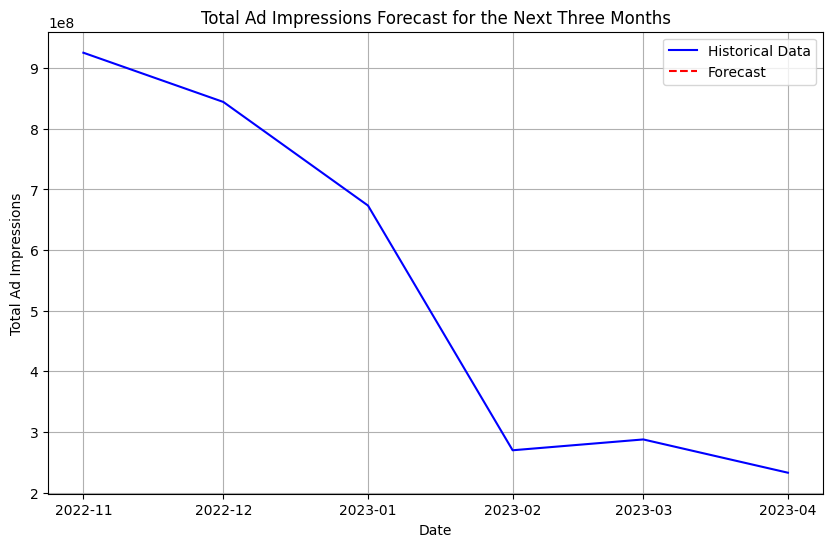 Total Ad Impressions Forecast for the Next Three Months
1e8
Historical Data
Forecast
9
8
7
6
5
4
3
2
Total Ad Impressions
2022-11 2022-12 2023-01 2023-02 2023-03 2023-04
Date